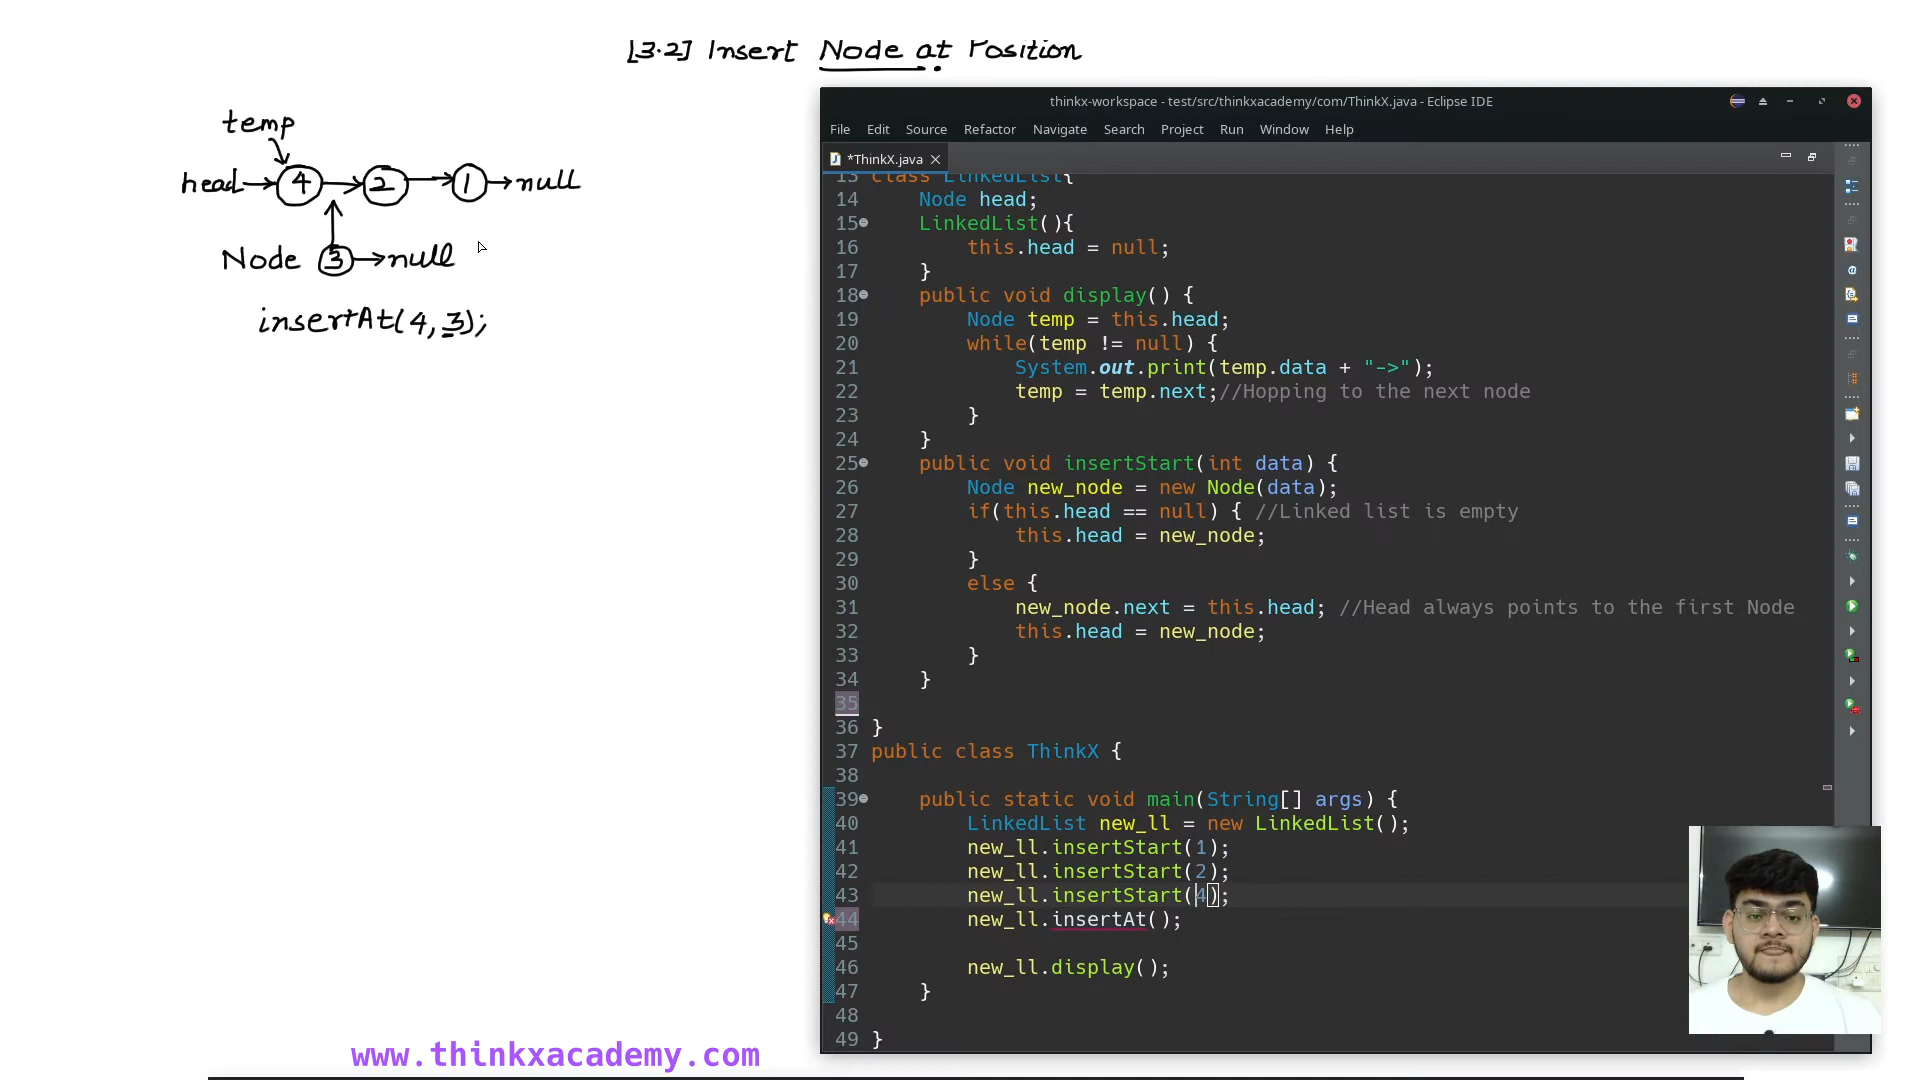 [3.2] Insert Node at Position
temp
head → 4 → 2 → 1 → null
Node 3 → null
insertAt(4, 3);
www.thinkxacademy.com
thinkx-workspace - test/src/thinkxacademy/com/ThinkX.java - Eclipse IDE
File Edit Source Refactor Navigate Search Project Run Window Help
*ThinkX.java
13 class LinkedList{
14 Node head;
15 LinkedList(){
16 this.head = null;
17 }
18 public void display() {
19 Node temp = this.head;
20 while(temp != null) {
21 System.out.print(temp.data + "->");
22 temp = temp.next;//Hopping to the next node
23 }
24 }
25 public void insertStart(int data) {
26 Node new_node = new Node(data);
27 if(this.head == null) { //Linked list is empty
28 this.head = new_node;
29 }
30 else {
31 new_node.next = this.head; //Head always points to the first Node
32 this.head = new_node;
33 }
34 }
35
36 }
37 public class ThinkX {
38
39 public static void main(String[] args) {
40 LinkedList new_ll = new LinkedList();
41 new_ll.insertStart(1);
42 new_ll.insertStart(2);
43 new_ll.insertStart(4);
44 new_ll.insertAt();
45
46 new_ll.display();
47 }
48
49 }